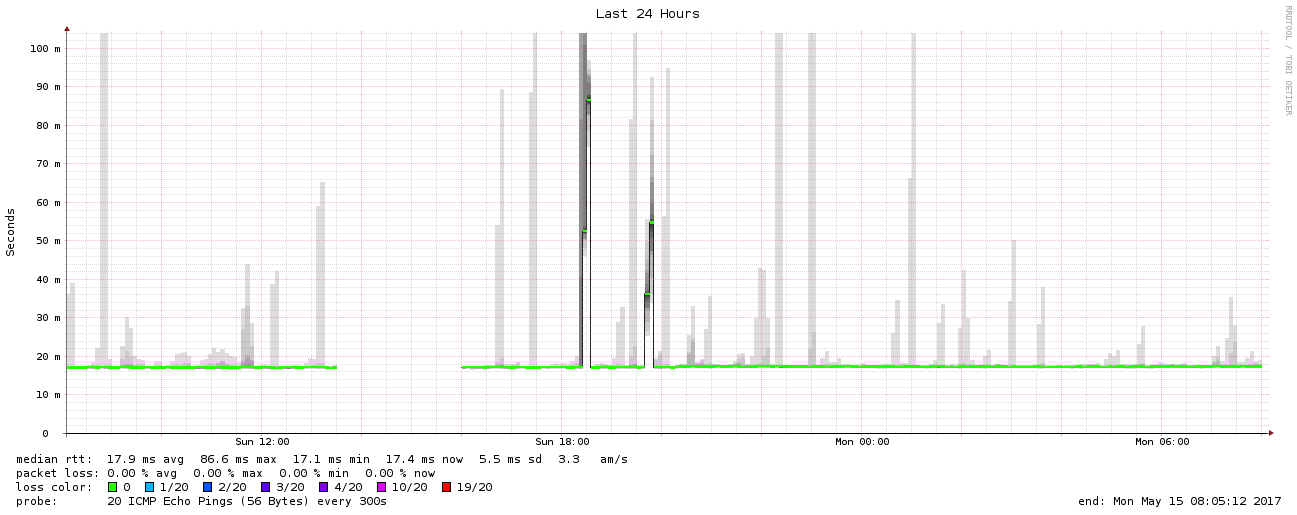 Last 24 Hours
RRDTOOL / TOBI OETIKER
Seconds
100 m
90 m
80 m
70 m
60 m
50 m
40 m
30 m
20 m
10 m
0
Sun 12:00 Sun 18:00 Mon 00:00 Mon 06:00
median rtt: 17.9 ms avg 86.6 ms max 17.1 ms min 17.4 ms now 5.5 ms sd 3.3 am/s
packet loss: 0.00 % avg 0.00 % max 0.00 % min 0.00 % now
loss color: 0 1/20 2/20 3/20 4/20 10/20 19/20
probe: 20 ICMP Echo Pings (56 Bytes) every 300s end: Mon May 15 08:05:12 2017